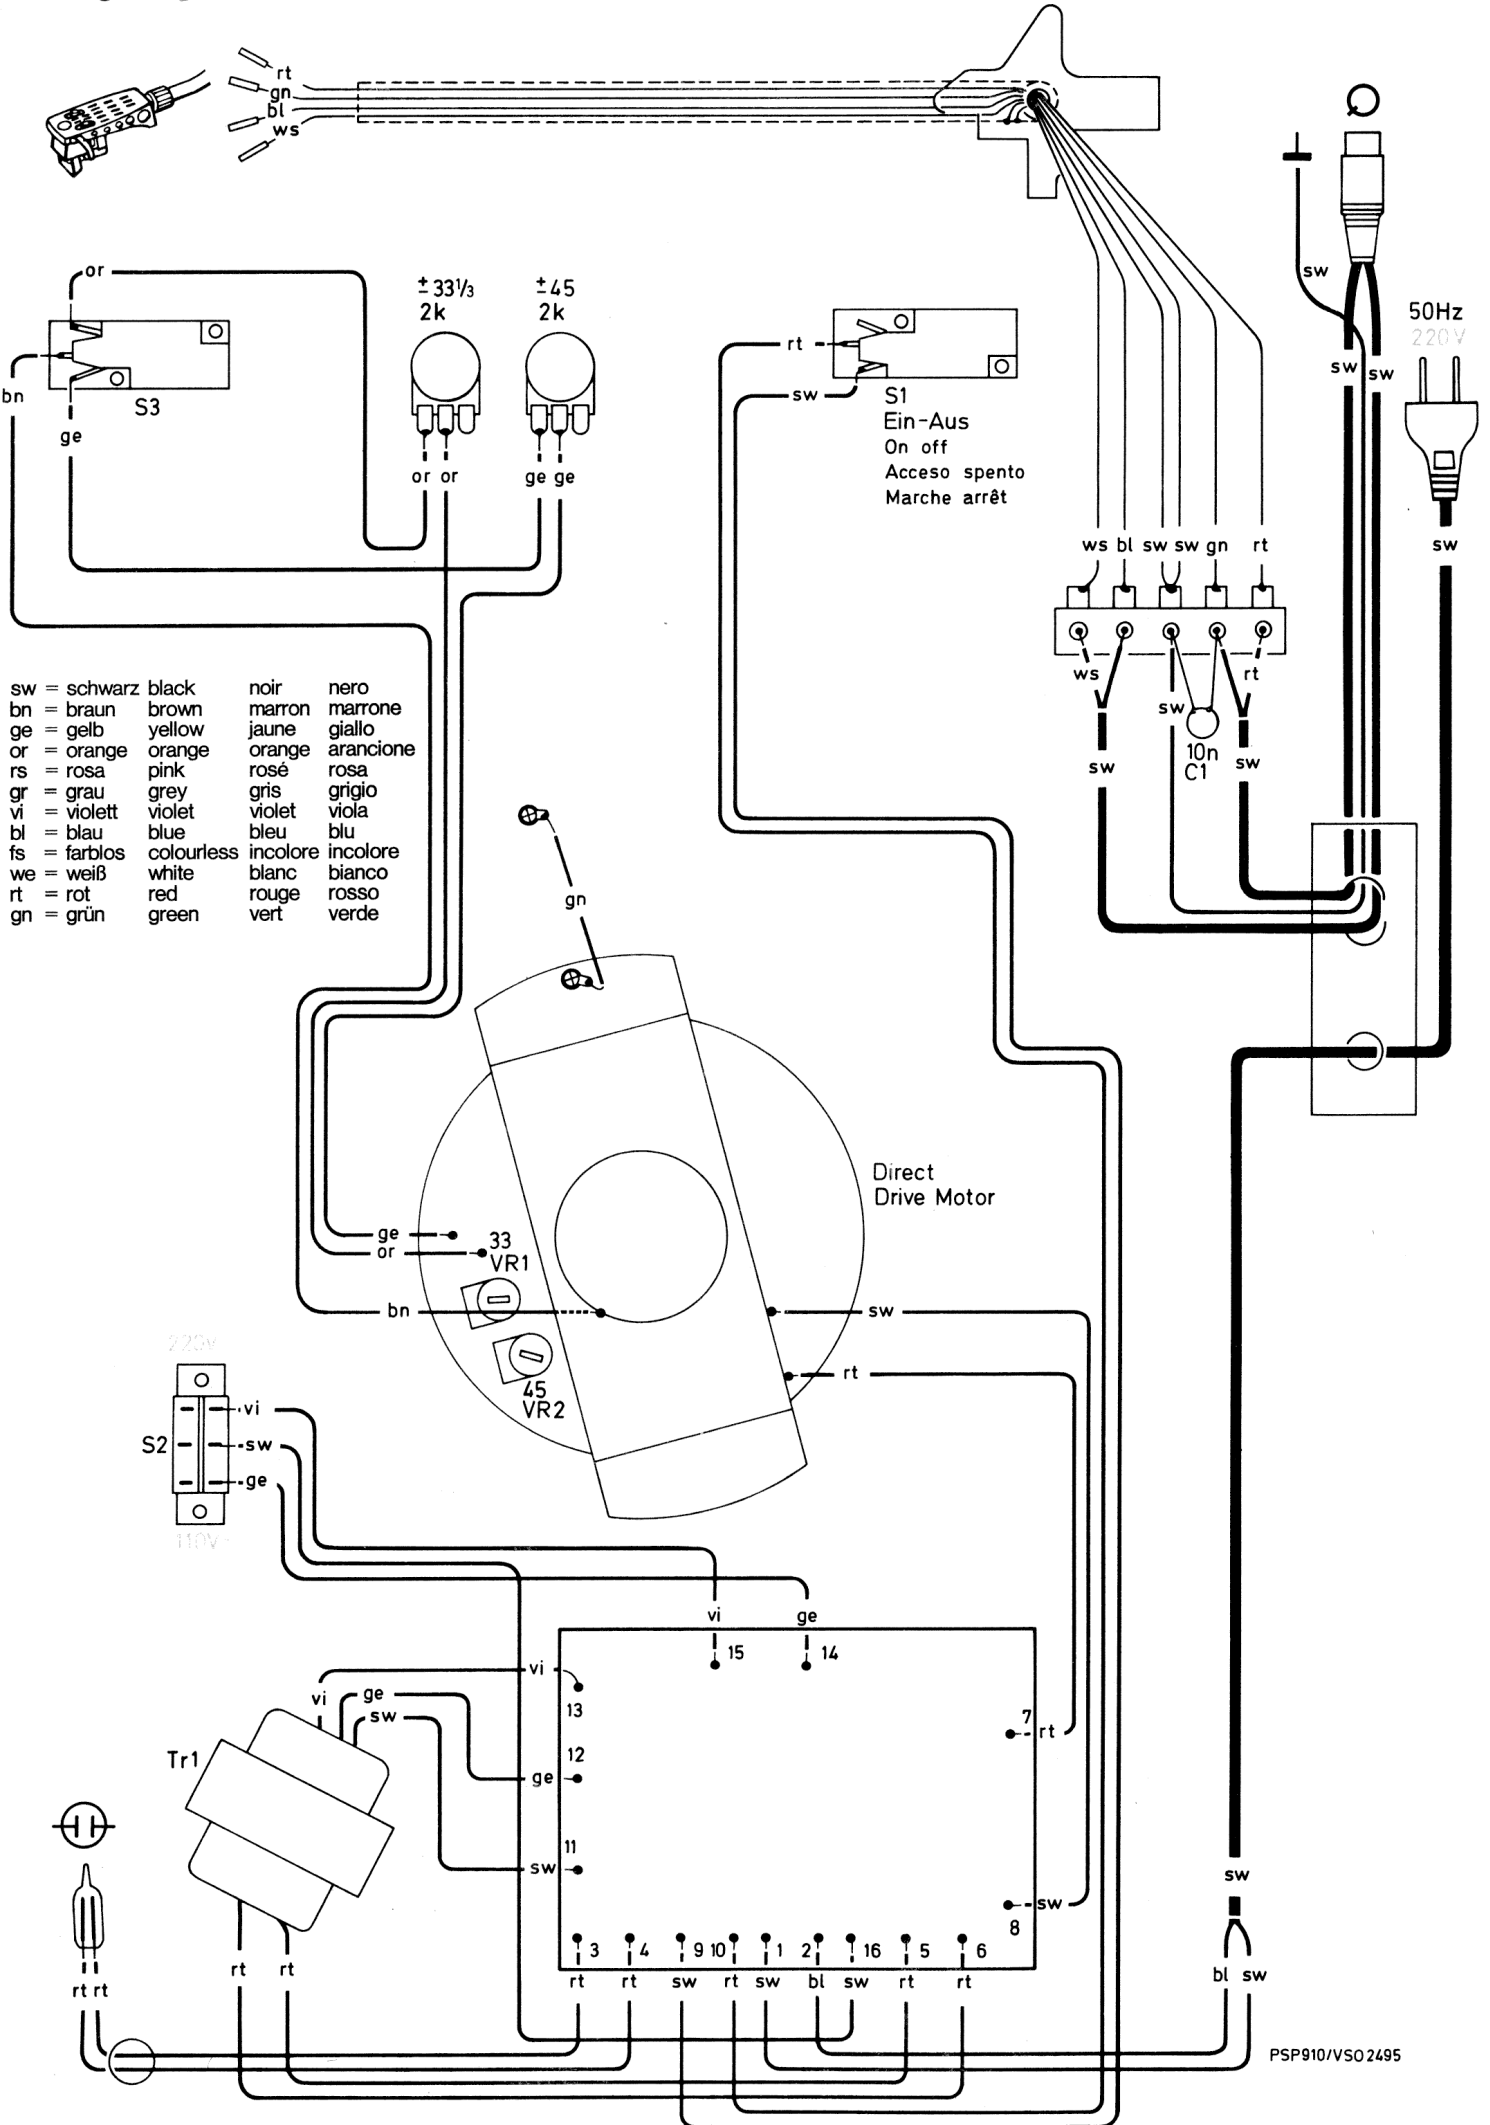 rt
gn
bl
ws
or
± 33 1/3
2k
± 45
2k
sw
50Hz
220V
bn
ge
S3
or or
ge ge
rt
sw
S1
Ein-Aus
On off
Acceso spento
Marche arrêt
sw sw
sw
ws bl sw sw gn rt
ws
sw
rt
10n
C1
sw
sw
sw = schwarz black noir nero
bn = braun brown marron marrone
ge = gelb yellow jaune giallo
or = orange orange orange arancione
rs = rosa pink rosé rosa
gr = grau grey gris grigio
vi = violett violet violet viola
bl = blau blue bleu blu
fs = farblos colourless incolore incolore
we = weiß white blanc bianco
rt = rot red rouge rosso
gn = grün green vert verde
gn
Direct
Drive Motor
ge
or
33
VR1
bn
sw
rt
45
VR2
220V
S2
vi
sw
ge
110V
vi
ge
15
14
vi
vi
ge
sw
13
12
ge
11
sw
Tr1
7
rt
sw
8
3 4 9 10 1 2 16 5 6
rt rt sw rt sw bl sw rt rt
rt rt
rt rt
sw
bl sw
PSP910/VSO2495